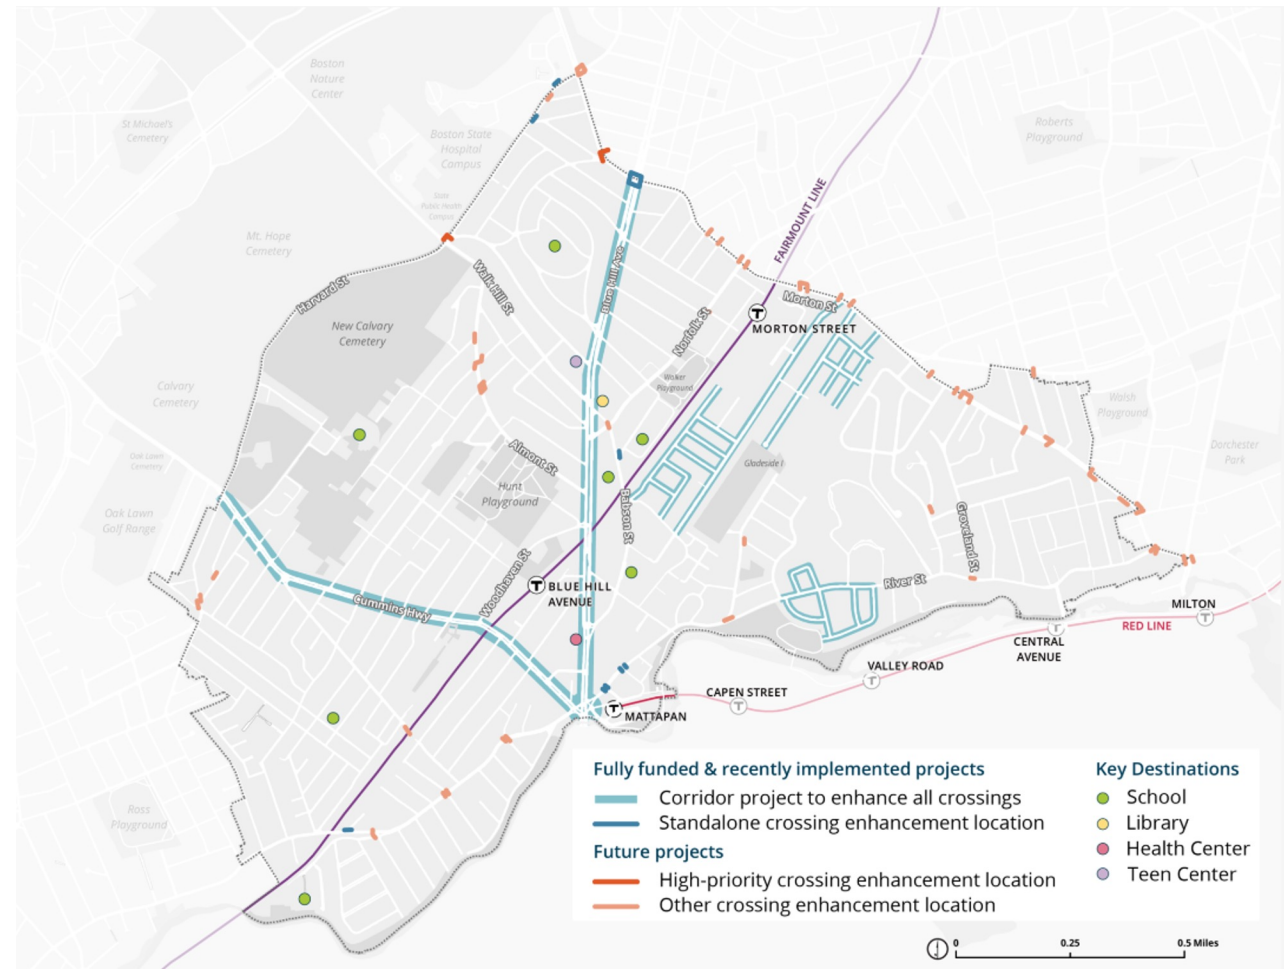 Boston
Nature
Center
St Michael's
Cemetery
Boston State
Hospital
Campus
Roberts
Playground
State
Public Health
Campus
Mt. Hope
Cemetery
FAIRMOUNT LINE
Harvard St
Walk Hill St
Blue Hill Ave
Morton St
New Calvary
Cemetery
Norfolk St
MORTON STREET
Walker
Playground
Calvary
Cemetery
Walsh
Playground
Almont St
Oak Lawn
Cemetery
Gladeside I
Dorchester
Park
Hunt
Playground
Oak Lawn
Golf Range
Babson St
Groveland St
Woodhaven St
BLUE HILL
AVENUE
River St
Cummins Hwy
MILTON
RED LINE
CENTRAL
AVENUE
VALLEY ROAD
CAPEN STREET
MATTAPAN
Ross
Playground
Fully funded & recently implemented projects
Corridor project to enhance all crossings
Standalone crossing enhancement location
Future projects
High-priority crossing enhancement location
Other crossing enhancement location
Key Destinations
School
Library
Health Center
Teen Center
0 0.25 0.5 Miles